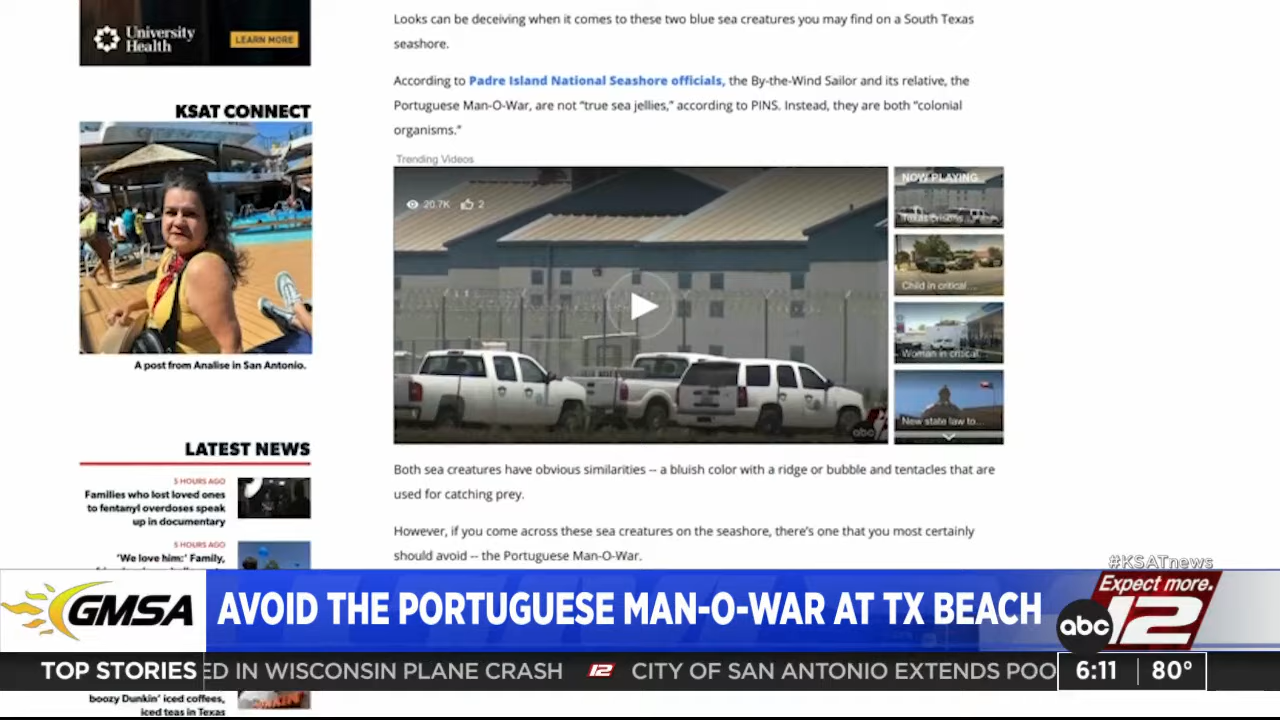 University
Health
LEARN MORE
KSAT CONNECT
A post from Analise in San Antonio.
LATEST NEWS
5 HOURS AGO
Families who lost loved ones
to fentanyl overdoses speak
up in documentary
5 HOURS AGO
'We love him:' Family,
boozy Dunkin' iced coffees,
iced teas in Texas
Looks can be deceiving when it comes to these two blue sea creatures you may find on a South Texas
seashore.
According to Padre Island National Seashore officials, the By-the-Wind Sailor and its relative, the
Portuguese Man-O-War, are not "true sea jellies," according to PINS. Instead, they are both "colonial
organisms."
Trending Videos
20.7K 2
NOW PLAYING
Texas prisons...
Child in critical...
Woman in critical...
New state law to...
abc
Both sea creatures have obvious similarities -- a bluish color with a ridge or bubble and tentacles that are
used for catching prey.
However, if you come across these sea creatures on the seashore, there's one that you most certainly
should avoid -- the Portuguese Man-O-War.
#KSATnews
GMSA
AVOID THE PORTUGUESE MAN-O-WAR AT TX BEACH
Expect more.
abc 12
TOP STORIES
ED IN WISCONSIN PLANE CRASH 12 CITY OF SAN ANTONIO EXTENDS POO
6:11 80°